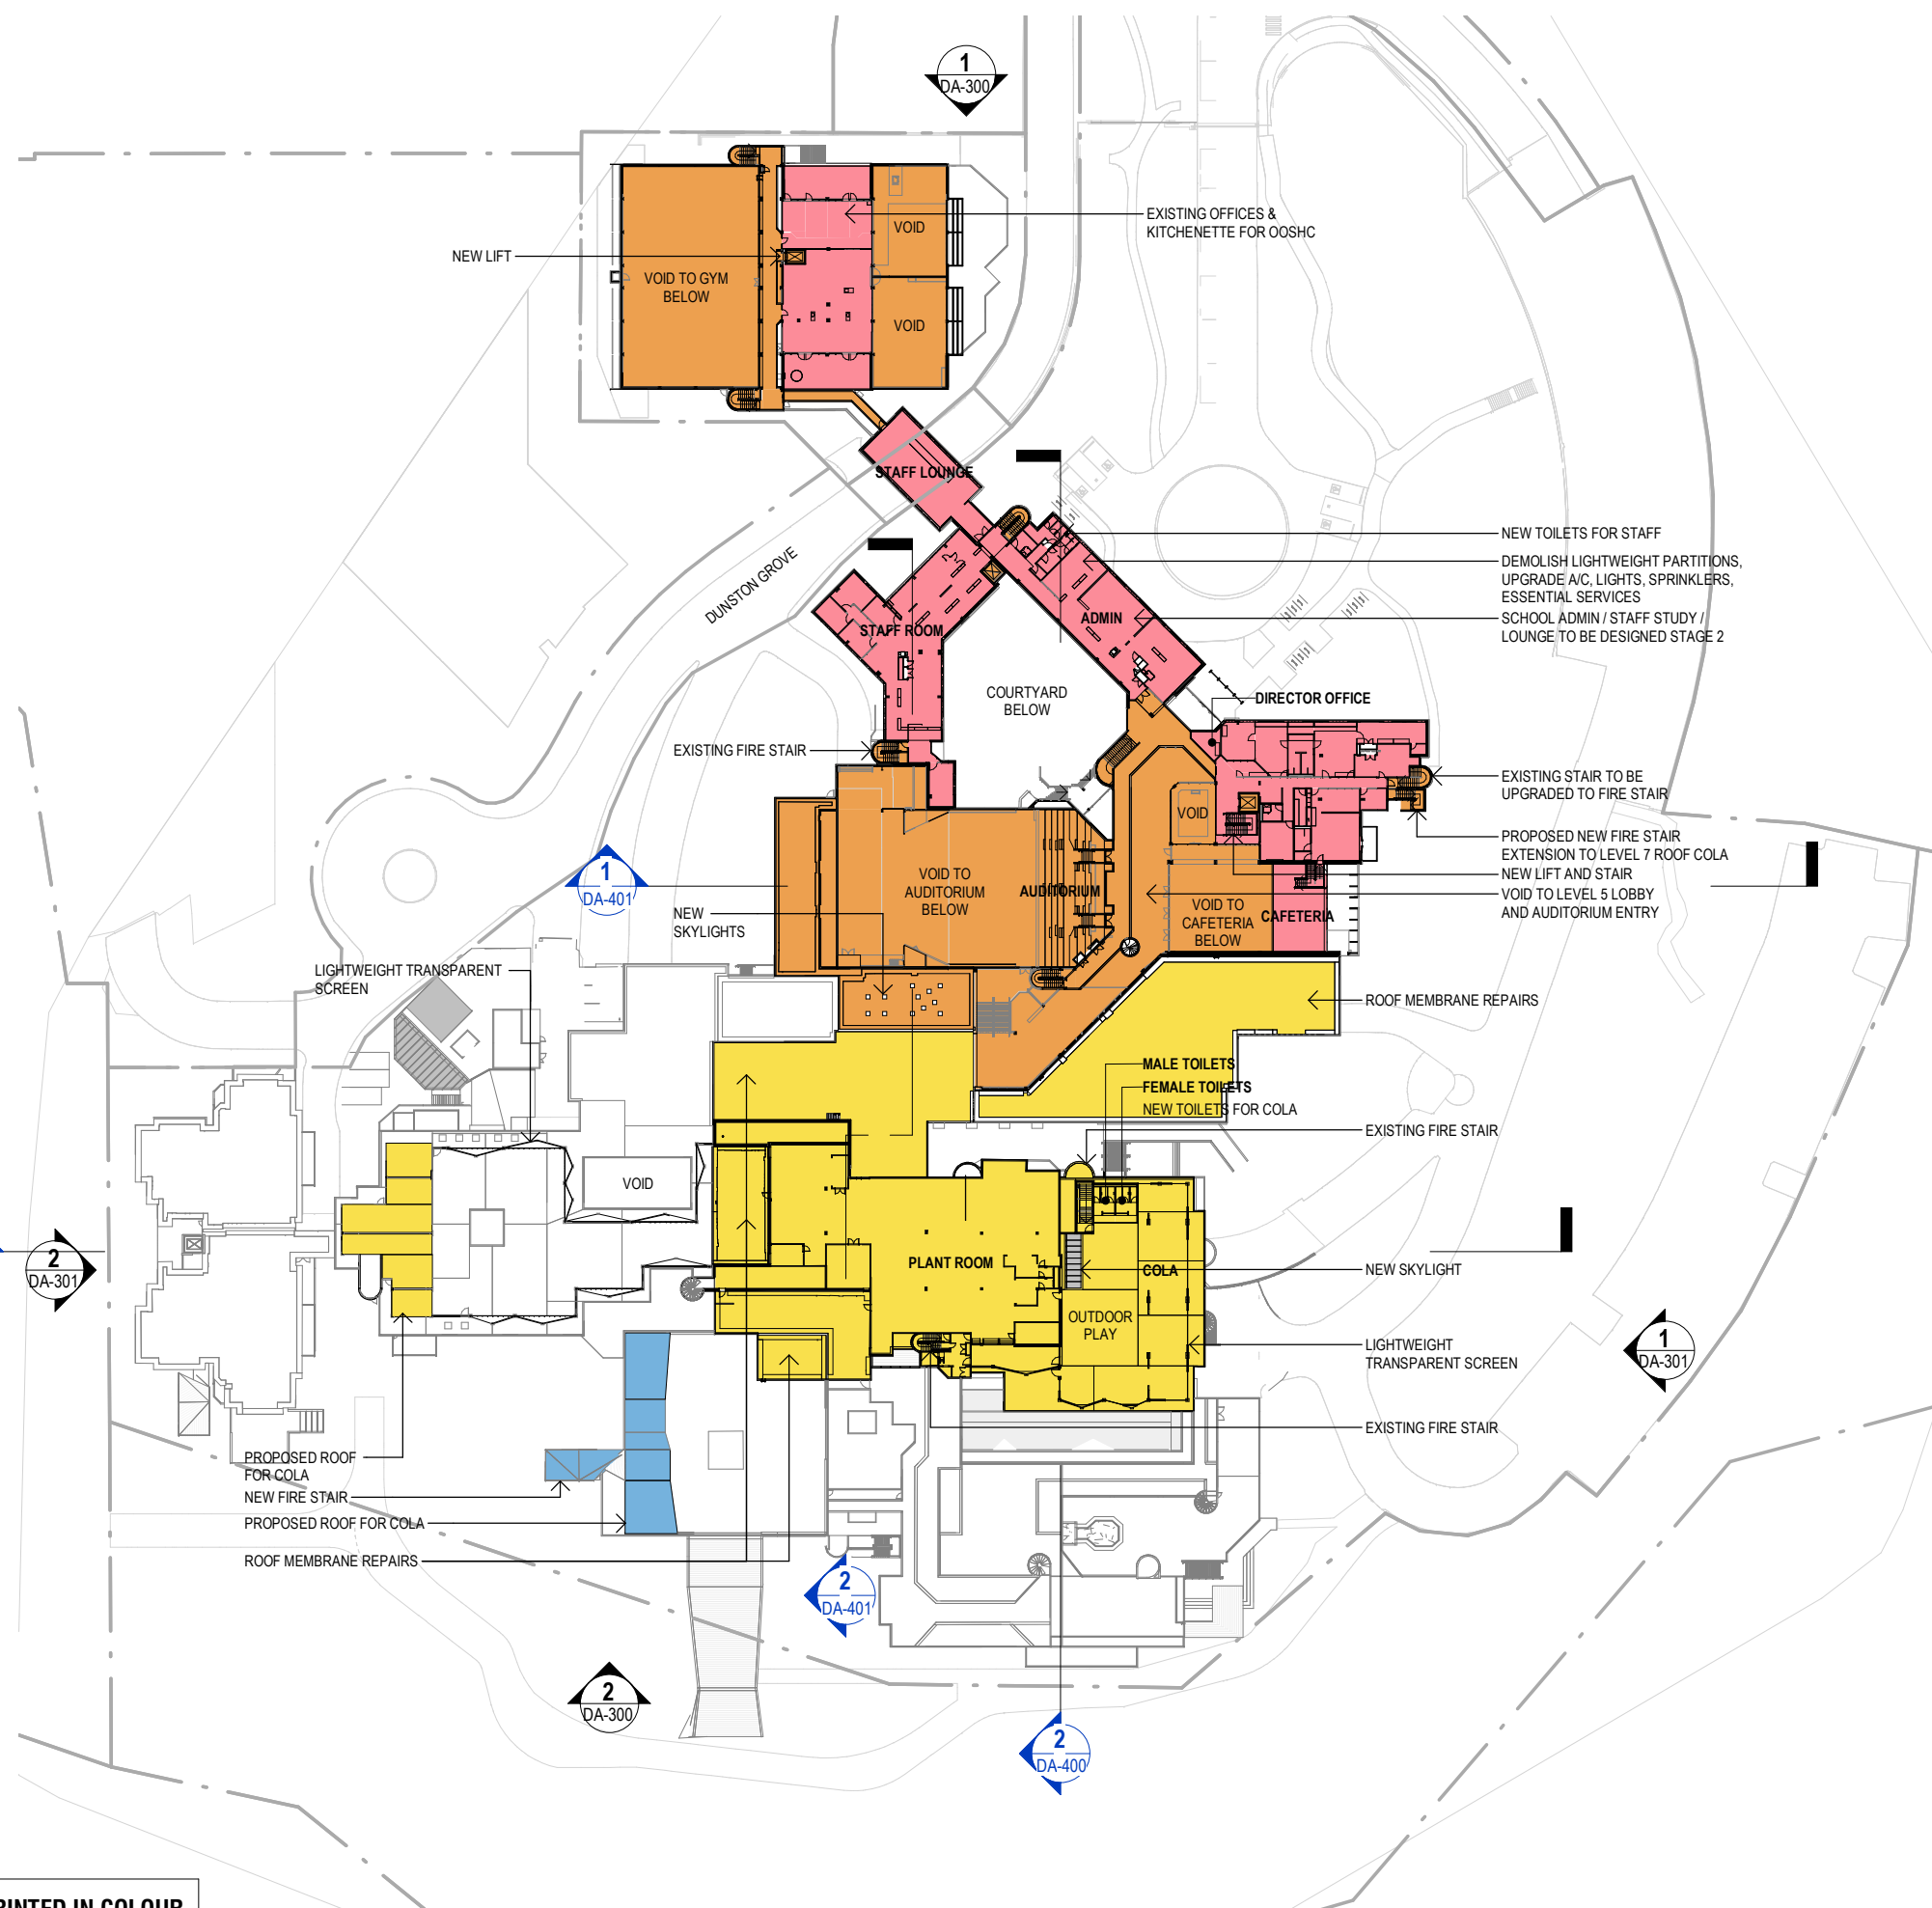 1
DA-300
EXISTING OFFICES &
KITCHENETTE FOR OOSHC
VOID
NEW LIFT
VOID TO GYM
BELOW
VOID
STAFF LOUNGE
NEW TOILETS FOR STAFF
DEMOLISH LIGHTWEIGHT PARTITIONS,
UPGRADE A/C, LIGHTS, SPRINKLERS,
ESSENTIAL SERVICES
DUNSTON GROVE
SCHOOL ADMIN / STAFF STUDY /
LOUNGE TO BE DESIGNED STAGE 2
ADMIN
STAFF ROOM
COURTYARD
BELOW
DIRECTOR OFFICE
EXISTING FIRE STAIR
EXISTING STAIR TO BE
UPGRADED TO FIRE STAIR
VOID
PROPOSED NEW FIRE STAIR
EXTENSION TO LEVEL 7 ROOF COLA
1
DA-401
VOID TO
AUDITORIUM
BELOW
AUDITORIUM
NEW LIFT AND STAIR
VOID TO LEVEL 5 LOBBY
AND AUDITORIUM ENTRY
VOID TO
CAFETERIA
BELOW
CAFETERIA
NEW
SKYLIGHTS
LIGHTWEIGHT TRANSPARENT
SCREEN
ROOF MEMBRANE REPAIRS
MALE TOILETS
FEMALE TOILETS
NEW TOILETS FOR COLA
EXISTING FIRE STAIR
VOID
2
DA-301
PLANT ROOM
COLA
NEW SKYLIGHT
OUTDOOR
PLAY
LIGHTWEIGHT
TRANSPARENT SCREEN
1
DA-301
EXISTING FIRE STAIR
PROPOSED ROOF
FOR COLA
NEW FIRE STAIR
PROPOSED ROOF FOR COLA
ROOF MEMBRANE REPAIRS
2
DA-401
2
DA-300
2
DA-400
RINTED IN COLOUR